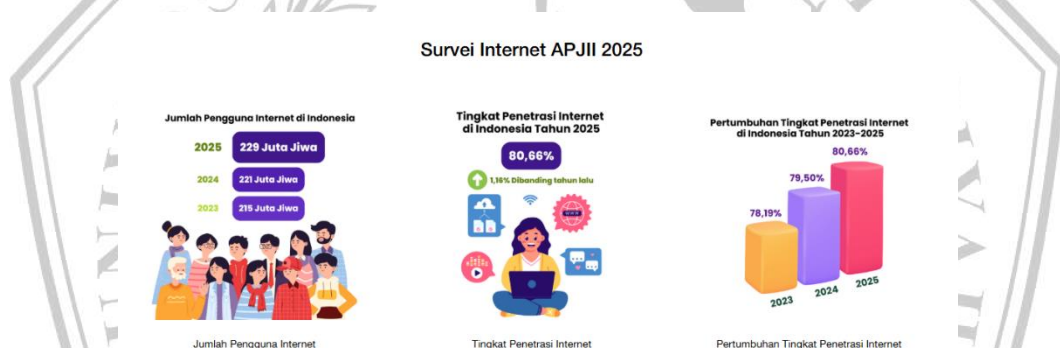 Survei Internet APJII 2025
Jumlah Pengguna Internet di Indonesia
2025 229 Juta Jiwa
2024 221 Juta Jiwa
2023 215 Juta Jiwa
Jumlah Pengguna Internet
Tingkat Penetrasi Internet
di Indonesia Tahun 2025
80,66%
1,16% Dibanding tahun lalu
Tingkat Penetrasi Internet
Pertumbuhan Tingkat Penetrasi Internet
di Indonesia Tahun 2023-2025
80,66%
79,50%
78,19%
2023 2024 2025
Pertumbuhan Tingkat Penetrasi Internet